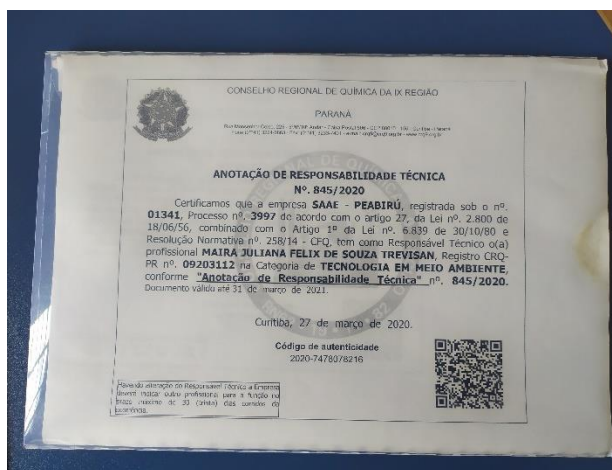 CONSELHO REGIONAL DE QUÍMICA DA IX REGIÃO
PARANÁ
ANOTAÇÃO DE RESPONSABILIDADE TÉCNICA
Nº. 845/2020
Certificamos que a empresa SAAE - PEABIRÚ, registrada sob o nº.
01341, Processo nº. 3997 de acordo com o artigo 27, da Lei nº. 2.800 de
18/06/56, combinado com o Artigo 1º da Lei nº. 6.839 de 30/10/80 e
Resolução Normativa nº. 258/14 - CFQ, tem como Responsável Técnico o(a)
profissional MAIRA JULIANA FELIX DE SOUZA TREVISAN, Registro CRQ-
PR nº. 09203112 na Categoria de TECNOLOGIA EM MEIO AMBIENTE,
conforme "Anotação de Responsabilidade Técnica" nº. 845/2020.
Documento válido até 31 de março de 2021.
Curitiba, 27 de março de 2020.
Código de autenticidade
2020-7478078216
Havendo alteração do Responsável Técnico a Empresa
deverá indicar outro profissional para a função no
prazo máximo de 30 (trinta) dias corridos da
ocorrência.